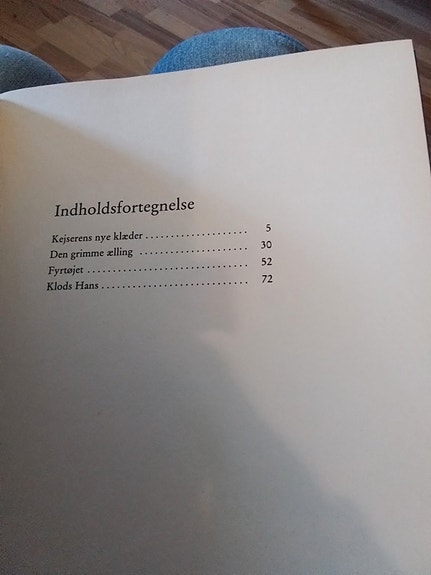 Indholdsfortegnelse
Kejserens nye klæder . . . . . . . . . . . . . . . . . . . . 5
Den grimme ælling . . . . . . . . . . . . . . . . . . . . . 30
Fyrtøjet . . . . . . . . . . . . . . . . . . . . . . . . . . . . . . 52
Klods Hans . . . . . . . . . . . . . . . . . . . . . . . . . . . 72